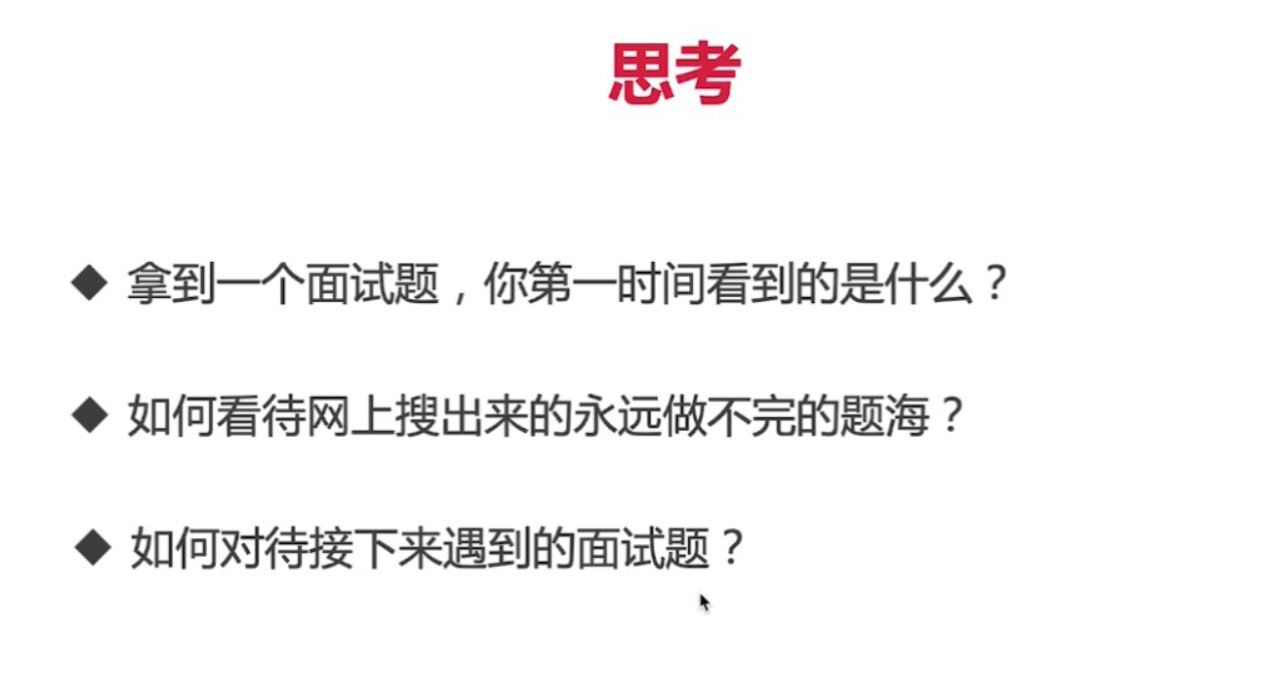 思考
◆ 拿到一个面试题，你第一时间看到的是什么？
◆ 如何看待网上搜出来的永远做不完的题海？
◆ 如何对待接下来遇到的面试题？